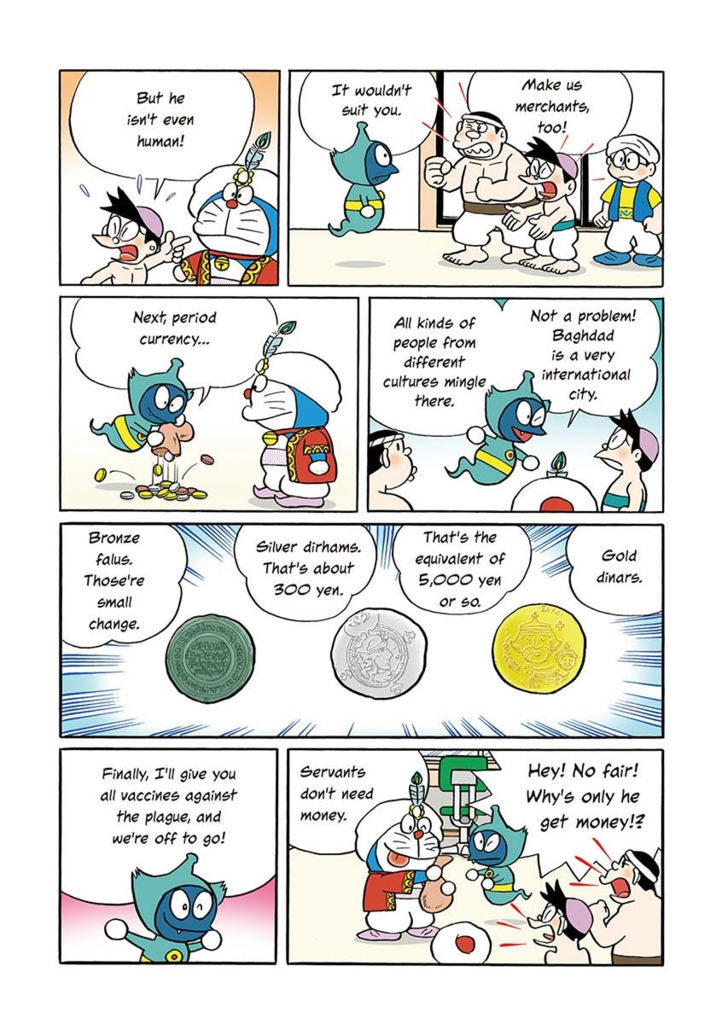 Make us
merchants,
too!
It wouldn't
suit you.
But he
isn't even
human!
Not a problem!
Baghdad
is a very
international
city.
All kinds of
people from
different
cultures mingle
there.
Next, period
currency...
Gold
dinars.
That's the
equivalent of
5,000 yen
or so.
Silver dirhams.
That's about
300 yen.
Bronze
falus.
Those're
small
change.
Hey! No fair!
Why's only he
get money!?
Servants
don't need
money.
Finally, I'll give you
all vaccines against
the plague, and
we're off to go!